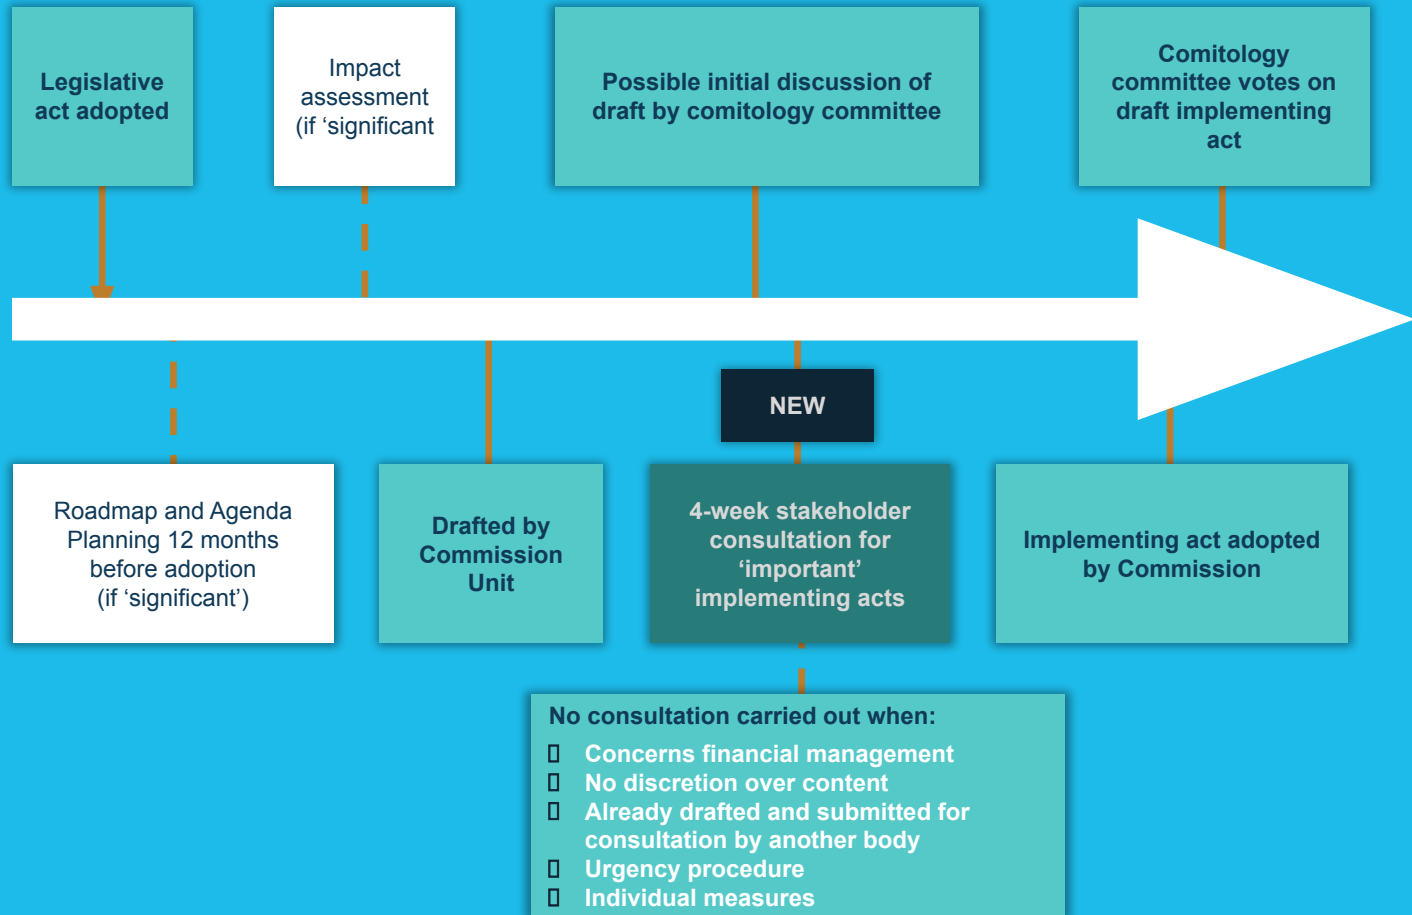 Legislative
act adopted
Impact
assessment
(if ‘significant
Possible initial discussion of
draft by comitology committee
Comitology
committee votes on
draft implementing
act
NEW
Roadmap and Agenda
Planning 12 months
before adoption
(if ‘significant’)
Drafted by
Commission
Unit
4-week stakeholder
consultation for
‘important’
implementing acts
Implementing act adopted
by Commission
No consultation carried out when:
Concerns financial management
No discretion over content
Already drafted and submitted for
consultation by another body
Urgency procedure
Individual measures